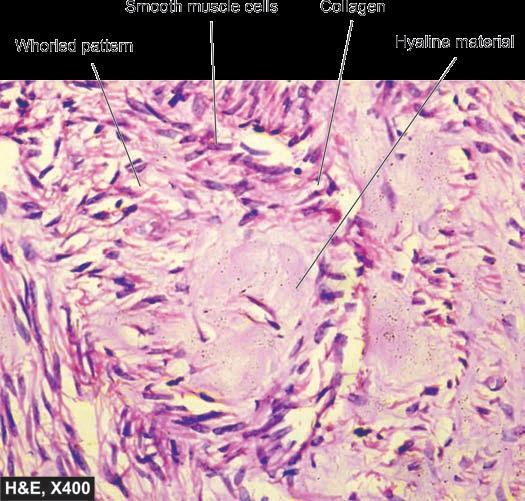 Smooth muscle cells
Collagen
Whorled pattern
Hyaline material
H&E, X400